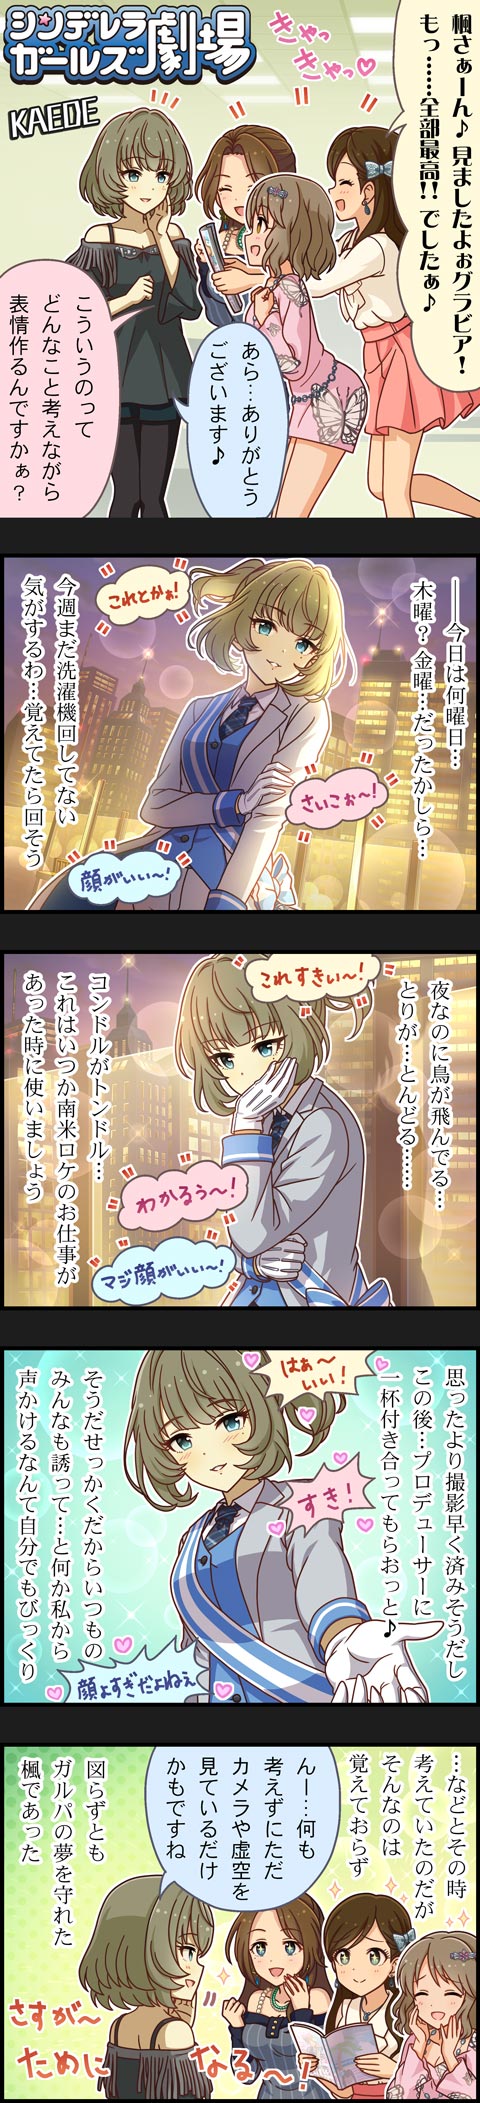 シンデレラ
ガールズ劇場
KAEDE
きゃっ
きゃっ♡
楓さぁーん♪見ましたよぉグラビア!
もっ……全部最高!!でしたぁ♪
あら…ありがとう
ございます♪
こういうのって
どんなこと考えながら
表情作るんですかぁ?
──今日は何曜日…
木曜?金曜…だったかしら…
これとかぁ!
さいこぉ〜!
顔がいい〜!
今週まだ洗濯機回してない
気がするわ…覚えてたら回そう
これすきぃ〜!
夜なのに鳥が飛んでる…
とりが…とんどる……
わかるぅ〜!
マジ顔がいい〜!
コンドルがトンドル…
これはいつか南米ロケのお仕事が
あった時に使いましょう
はぁ〜
いい!
思ったより撮影早く済みそうだし
この後…プロデューサーに
一杯付き合ってもらおっと♪
すき!
そうだせっかくだからいつもの
みんなも誘って…と何か私から
声かけるなんて自分でもびっくり
顔よすぎだよねぇ
…などとその時
考えていたのだが
そんなのは
覚えておらず
んー…何も
考えずにただ
カメラや虚空を
見ているだけ
かもですね
図らずとも
ガルパの夢を守れた
楓であった
さすが〜
ために
なる〜!